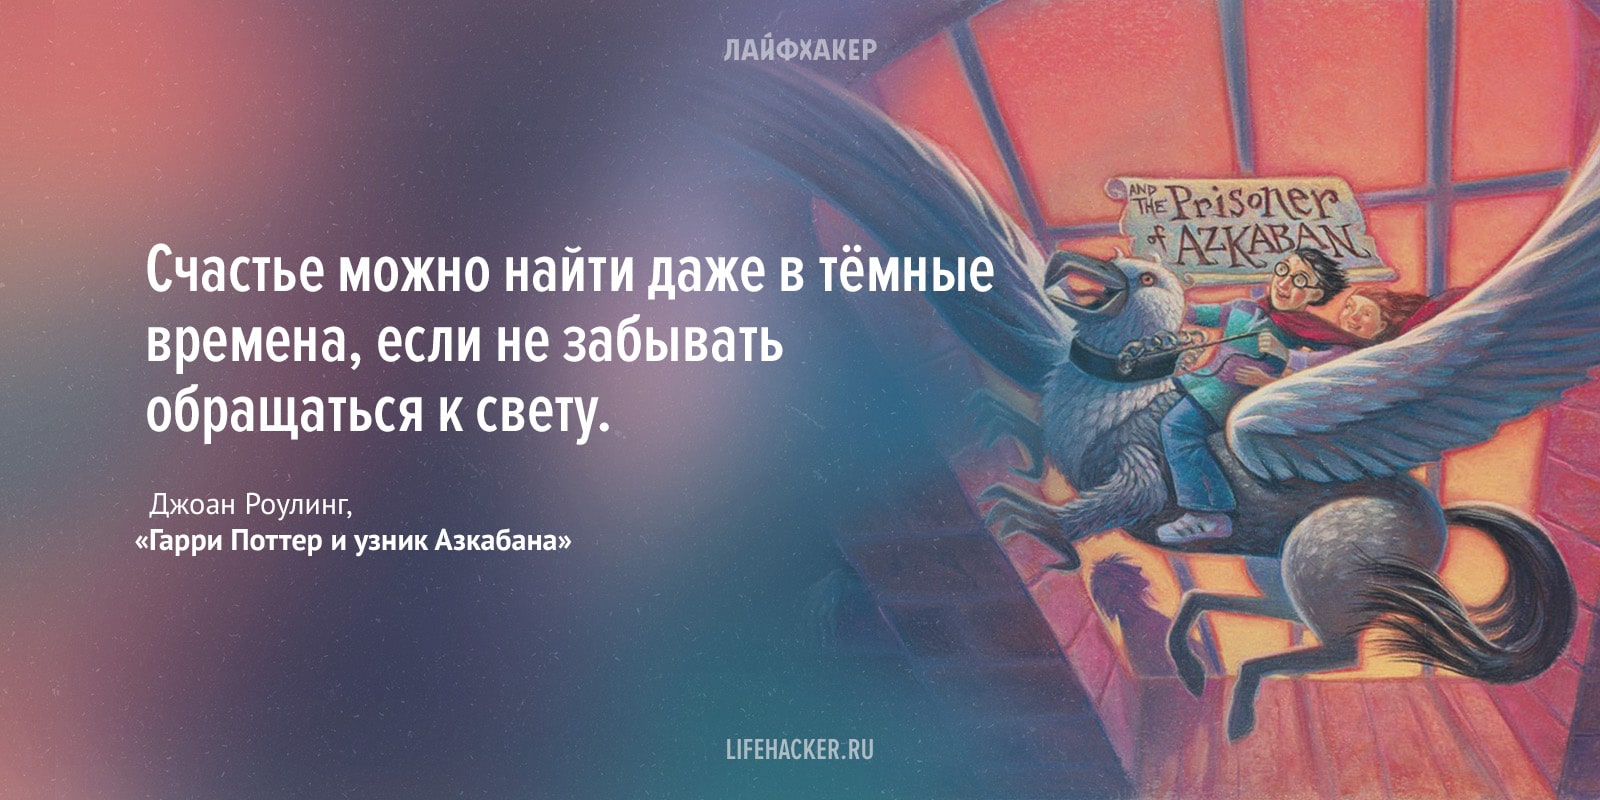 ЛАЙФХАКЕР
AND
THE Prisoner
of AZKABAN
Счастье можно найти даже в тёмные
времена, если не забывать
обращаться к свету.
Джоан Роулинг,
«Гарри Поттер и узник Азкабана»
LIFEHACKER.RU